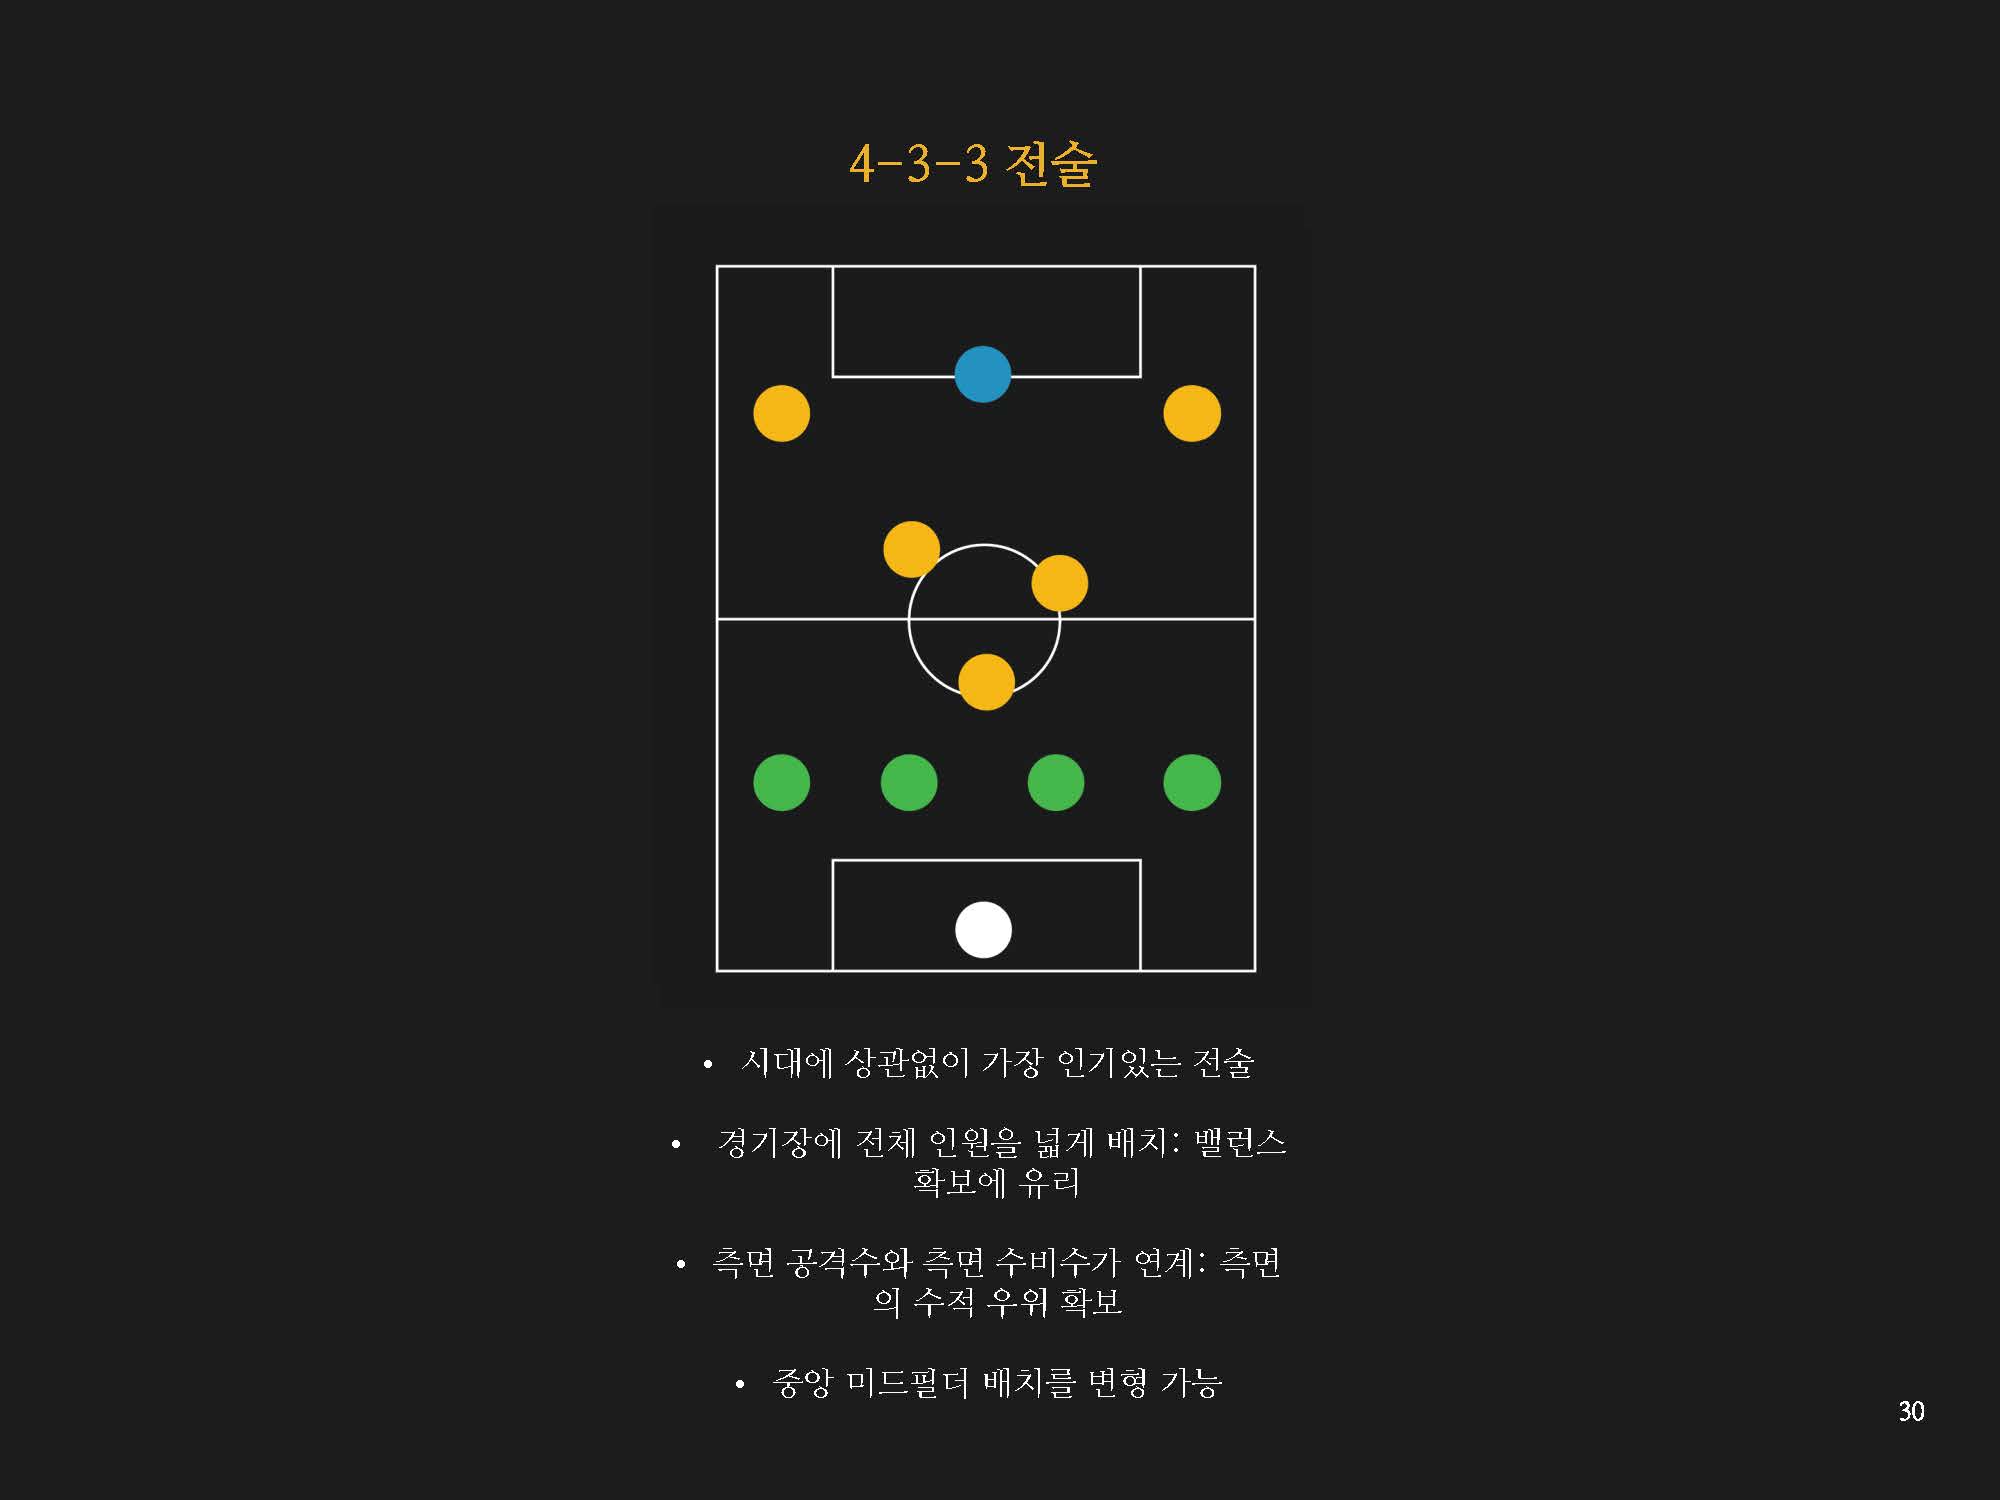 4-3-3 전술
• 시대에 상관없이 가장 인기있는 전술
• 경기장에 전체 인원을 넓게 배치: 밸런스
확보에 유리
• 측면 공격수와 측면 수비수가 연계: 측면
의 수적 우위 확보
• 중앙 미드필더 배치를 변형 가능
30